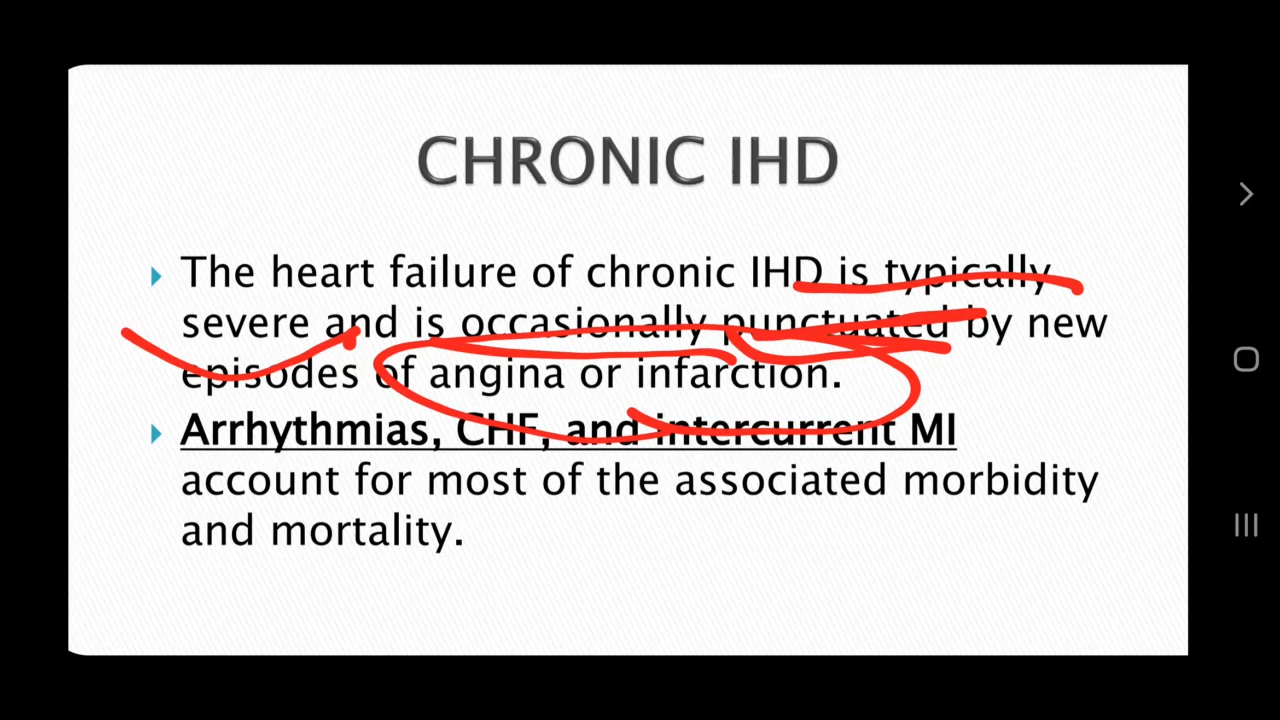 CHRONIC IHD
The heart failure of chronic IHD is typically
severe and is occasionally punctuated by new
episodes of angina or infarction.
Arrhythmias, CHF, and intercurrent MI
account for most of the associated morbidity
and mortality.